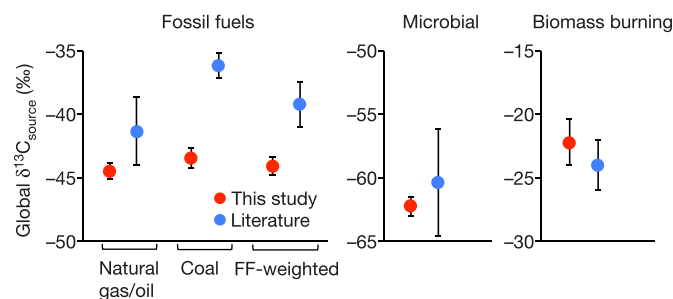 Fossil fuels
Microbial
Biomass burning
Global δ13Csource (‰)
−35
−40
−45
−50
−50
−55
−60
−65
−15
−20
−25
−30
This study
Literature
Natural
gas/oil
Coal
FF-weighted